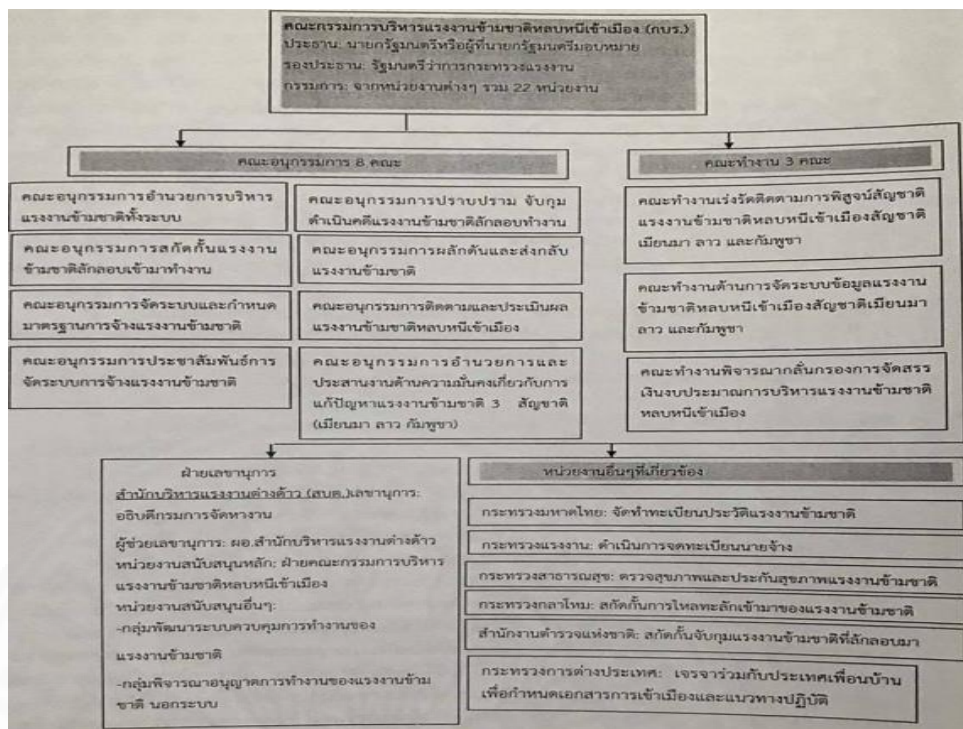 คณะกรรมการบริหารแรงงานข้ามชาติหลบหนีเข้าเมือง (กบร.)
ประธาน: นายกรัฐมนตรีหรือผู้ที่นายกรัฐมนตรีมอบหมาย
รองประธาน: รัฐมนตรีว่าการกระทรวงแรงงาน
กรรมการ: จากหน่วยงานต่างๆ รวม 22 หน่วยงาน
คณะอนุกรรมการ 8 คณะ
คณะอนุกรรมการอำนวยการบริหาร
แรงงานข้ามชาติทั้งระบบ
คณะอนุกรรมการสกัดกั้นแรงงาน
ข้ามชาติลักลอบเข้ามาทำงาน
คณะอนุกรรมการจัดระบบและกำหนด
มาตรฐานการจ้างแรงงานข้ามชาติ
คณะอนุกรรมการประชาสัมพันธ์การ
จัดระบบการจ้างแรงงานข้ามชาติ
คณะอนุกรรมการปราบปราม จับกุม
ดำเนินคดีแรงงานข้ามชาติลักลอบทำงาน
คณะอนุกรรมการผลักดันและส่งกลับ
แรงงานข้ามชาติ
คณะอนุกรรมการติดตามและประเมินผล
แรงงานข้ามชาติหลบหนีเข้าเมือง
คณะอนุกรรมการอำนวยการและ
ประสานงานด้านความมั่นคงเกี่ยวกับการ
แก้ปัญหาแรงงานข้ามชาติ 3 สัญชาติ
(เมียนมา ลาว กัมพูชา)
คณะทำงาน 3 คณะ
คณะทำงานเร่งรัดติดตามการพิสูจน์สัญชาติ
แรงงานข้ามชาติหลบหนีเข้าเมืองสัญชาติ
เมียนมา ลาว และกัมพูชา
คณะทำงานด้านการจัดระบบข้อมูลแรงงาน
ข้ามชาติหลบหนีเข้าเมืองสัญชาติเมียนมา
ลาว และกัมพูชา
คณะทำงานพิจารณากลั่นกรองการจัดสรร
เงินงบประมาณการบริหารแรงงานข้ามชาติ
หลบหนีเข้าเมือง
ฝ่ายเลขานุการ
สำนักบริหารแรงงานต่างด้าว (สบต.)เลขานุการ:
อธิบดีกรมการจัดหางาน
ผู้ช่วยเลขานุการ: ผอ.สำนักบริหารแรงงานต่างด้าว
หน่วยงานสนับสนุนหลัก: ฝ่ายคณะกรรมการบริหาร
แรงงานข้ามชาติหลบหนีเข้าเมือง
หน่วยงานสนับสนุนอื่นๆ:
-กลุ่มพัฒนาระบบควบคุมการทำงานของ
แรงงานข้ามชาติ
-กลุ่มพิจารณาอนุญาตการทำงานของแรงงานข้าม
ชาติ นอกระบบ
หน่วยงานอื่นๆที่เกี่ยวข้อง
กระทรวงมหาดไทย: จัดทำทะเบียนประวัติแรงงานข้ามชาติ
กระทรวงแรงงาน: ดำเนินการจดทะเบียนนายจ้าง
กระทรวงสาธารณสุข: ตรวจสุขภาพและประกันสุขภาพแรงงานข้ามชาติ
กระทรวงกลาโหม: สกัดกั้นการไหลทะลักเข้ามาของแรงงานข้ามชาติ
สำนักงานตำรวจแห่งชาติ: สกัดกั้นจับกุมแรงงานข้ามชาติที่ลักลอบมา
กระทรวงการต่างประเทศ: เจรจาร่วมกับประเทศเพื่อนบ้าน
เพื่อกำหนดเอกสารการเข้าเมืองและแนวทางปฏิบัติ